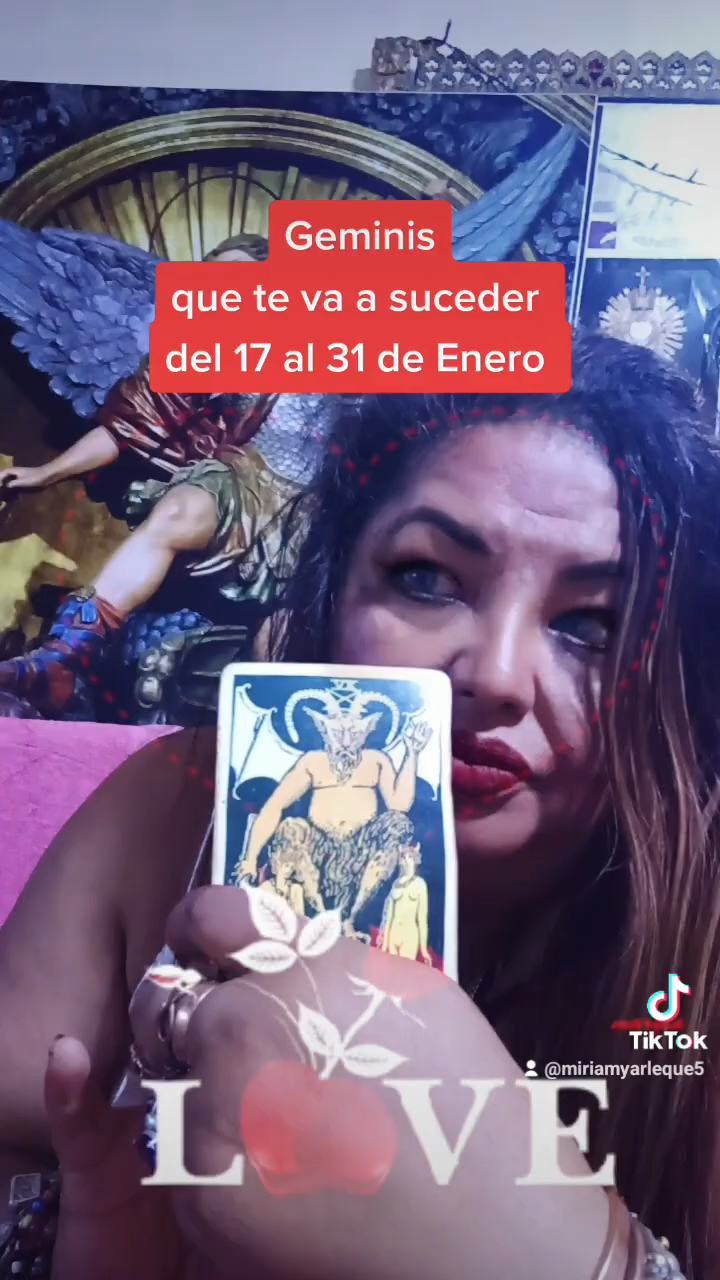 Geminis
que te va a suceder
del 17 al 31 de Enero
TikTok
@miriamyarleque5
LOVE